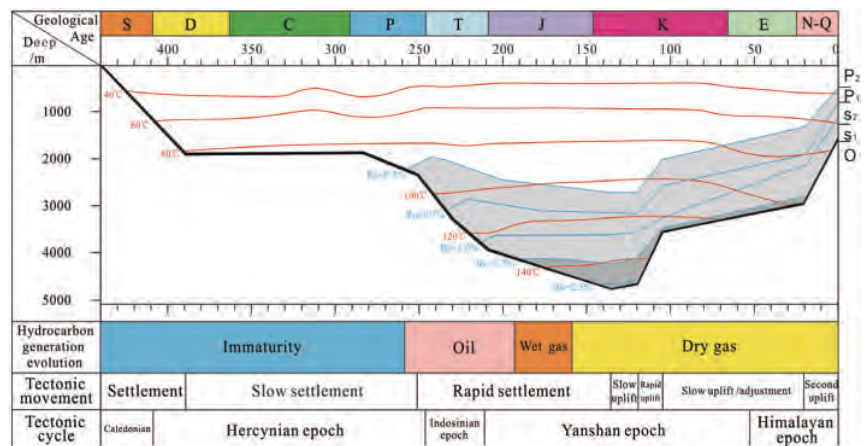 Geological Age
Deep /m
S D C P T J K E N-Q
400 350 300 250 200 150 100 50 0
1000
2000
3000
4000
5000
40℃
60℃
80℃
100℃
120℃
140℃
P₂
P₁
S₂
S₁
O
Hydrocarbon generation evolution
Immaturity
Oil
Wet gas
Dry gas
Tectonic movement
Settlement
Slow settlement
Rapid settlement
Slow uplift
Rapid uplift
Slow uplift /adjustment
Second uplift
Tectonic cycle
Caledonian
Hercynian epoch
Indosinian epoch
Yanshan epoch
Himalayan epoch